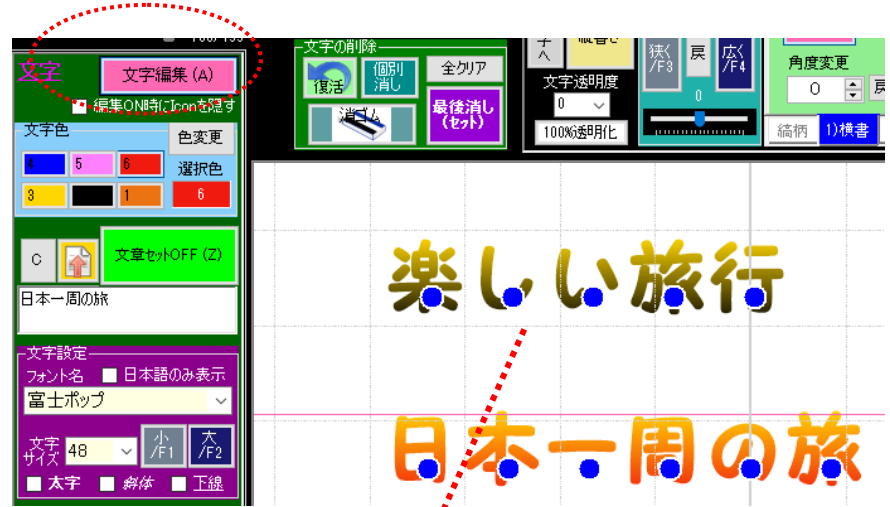 文字
文字編集 (A)
編集ON時にIconを隠す
文字の削除
復活
個別消し
全クリア
消ゴム
最後消し
(セット)
文字透明度
0
100%透明化
狭く
/F3
戻
広く
/F4
0
角度変更
0
戻
縞柄
1)横書
文字色
色変更
4
5
6
選択色
3
1
6
C
文章セットOFF (Z)
日本一周の旅
楽しい旅行
文字設定
フォント名
日本語のみ表示
富士ポップ
文字
サイズ
48
小
/F1
大
/F2
太字
斜体
下線
日本一周の旅